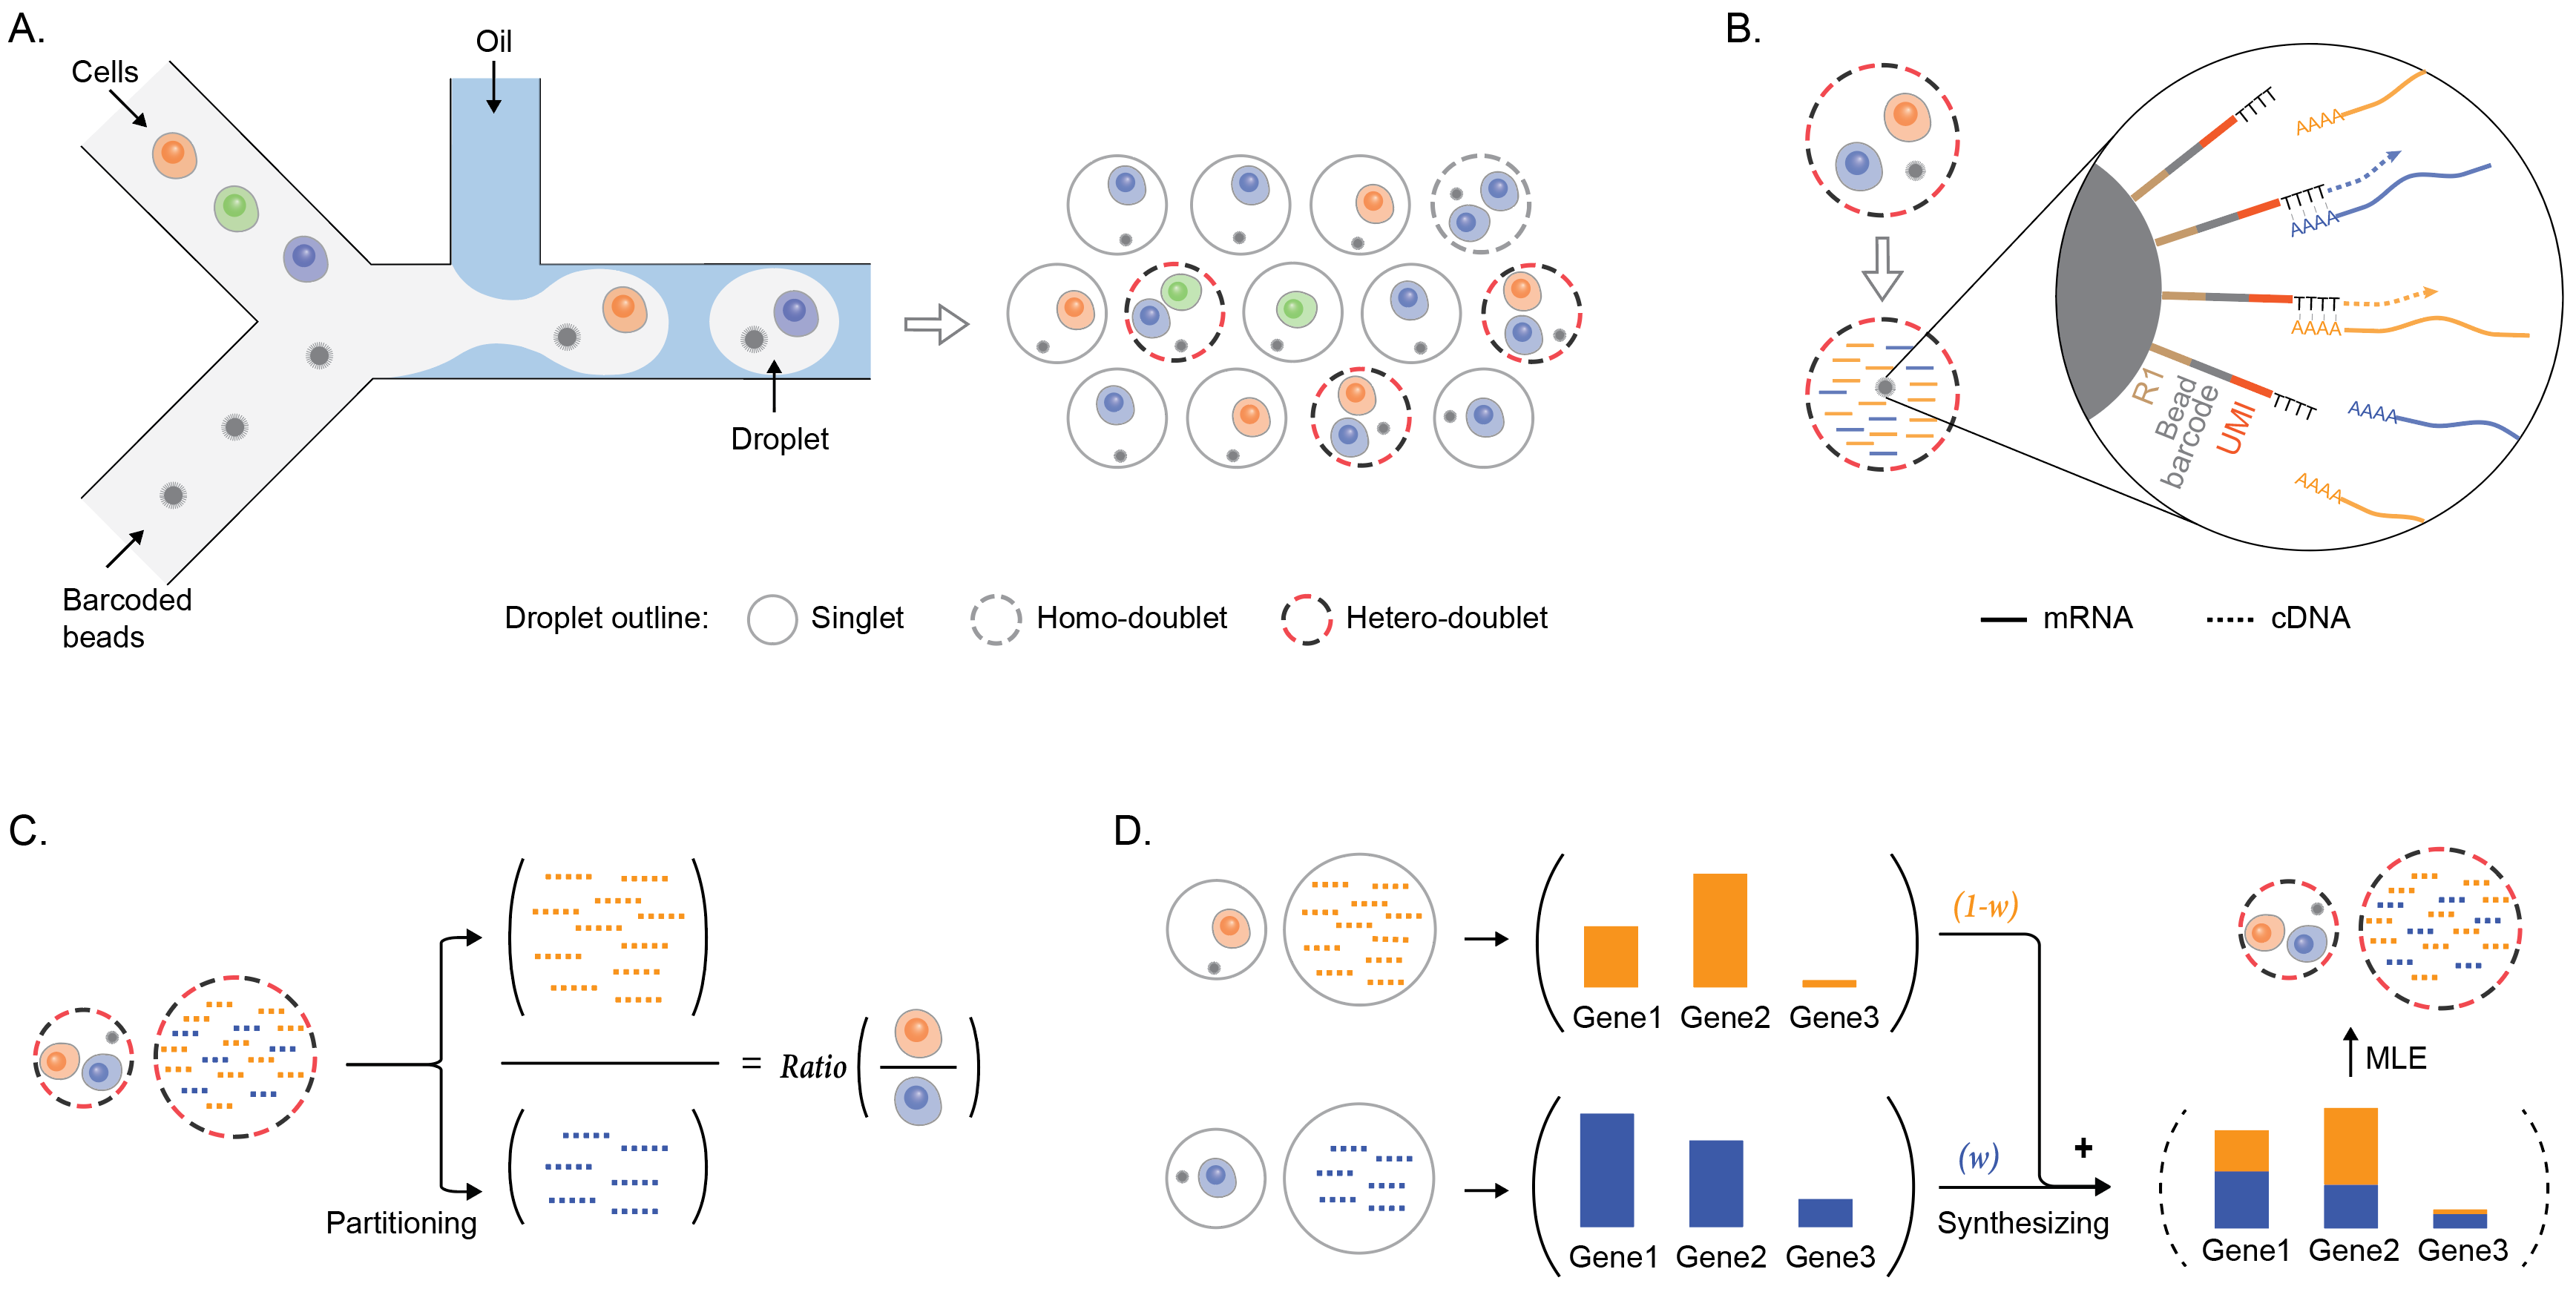 A.
Cells
Oil
Droplet
Barcoded
beads
Droplet outline:
Singlet
Homo-doublet
Hetero-doublet
B.
TTTT
AAAA
TTTT
AAAA
TTTT
AAAA
TTTT
AAAA
AAAA
R1
Bead
barcode
UMI
mRNA
cDNA
C.
Partitioning
= Ratio
D.
Gene1 Gene2 Gene3
(1-w)
Gene1 Gene2 Gene3
(w)
+
Synthesizing
MLE
Gene1 Gene2 Gene3